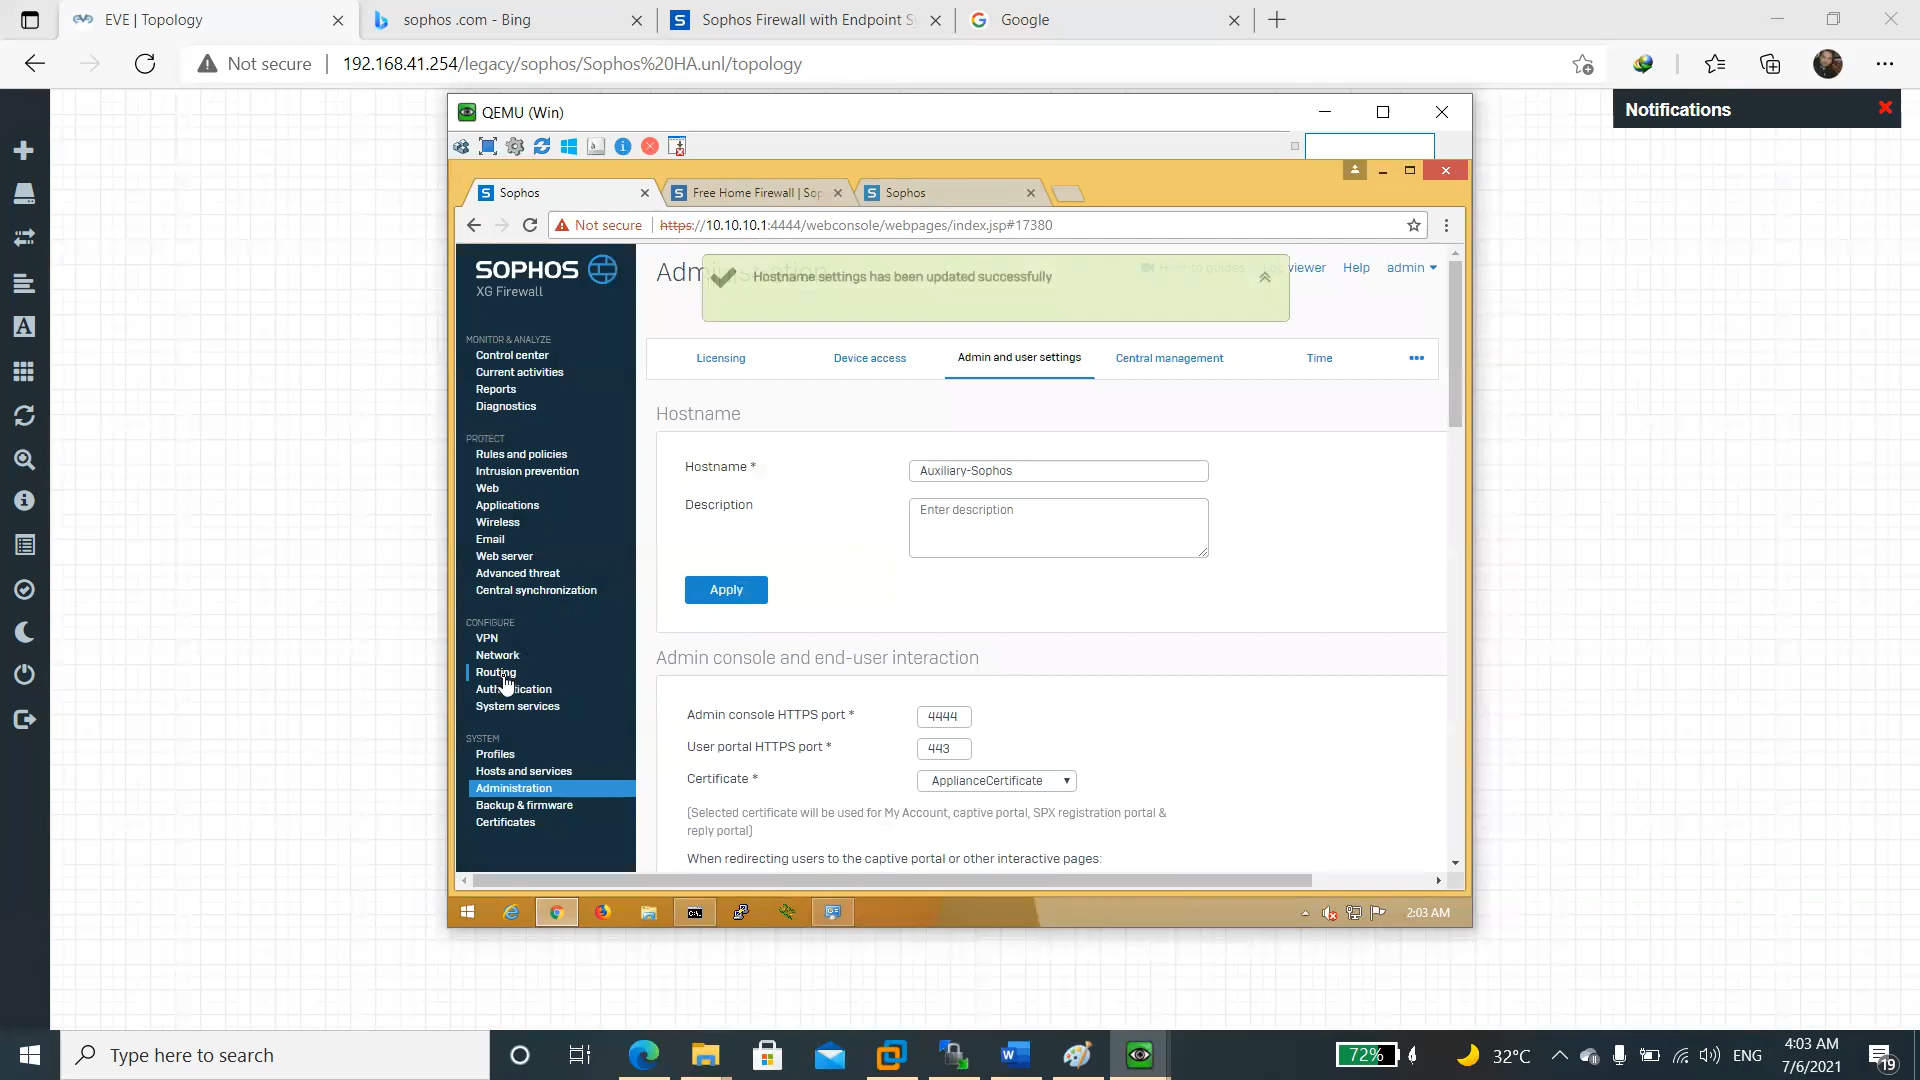 EVE | Topology
sophos .com - Bing
Sophos Firewall with Endpoint S
Google
Not secure
192.168.41.254/legacy/sophos/Sophos%20HA.unl/topology
Notifications
QEMU (Win)
Sophos
Free Home Firewall | Sop
Sophos
Not secure
https://10.10.10.1:4444/webconsole/webpages/index.jsp#17380
SOPHOS
XG Firewall
MONITOR & ANALYZE
Control center
Current activities
Reports
Diagnostics
PROTECT
Rules and policies
Intrusion prevention
Web
Applications
Wireless
Email
Web server
Advanced threat
Central synchronization
CONFIGURE
VPN
Network
Routing
Authentication
System services
SYSTEM
Profiles
Hosts and services
Administration
Backup & firmware
Certificates
Administration
Hostname settings has been updated successfully
How-to guides
Log viewer
Help
admin
Licensing
Device access
Admin and user settings
Central management
Time
Hostname
Hostname *
Auxiliary-Sophos
Description
Enter description
Apply
Admin console and end-user interaction
Admin console HTTPS port *
4444
User portal HTTPS port *
443
Certificate *
ApplianceCertificate
(Selected certificate will be used for My Account, captive portal, SPX registration portal &
reply portal)
When redirecting users to the captive portal or other interactive pages:
2:03 AM
Type here to search
72%
32°C
ENG
4:03 AM
7/6/2021
19